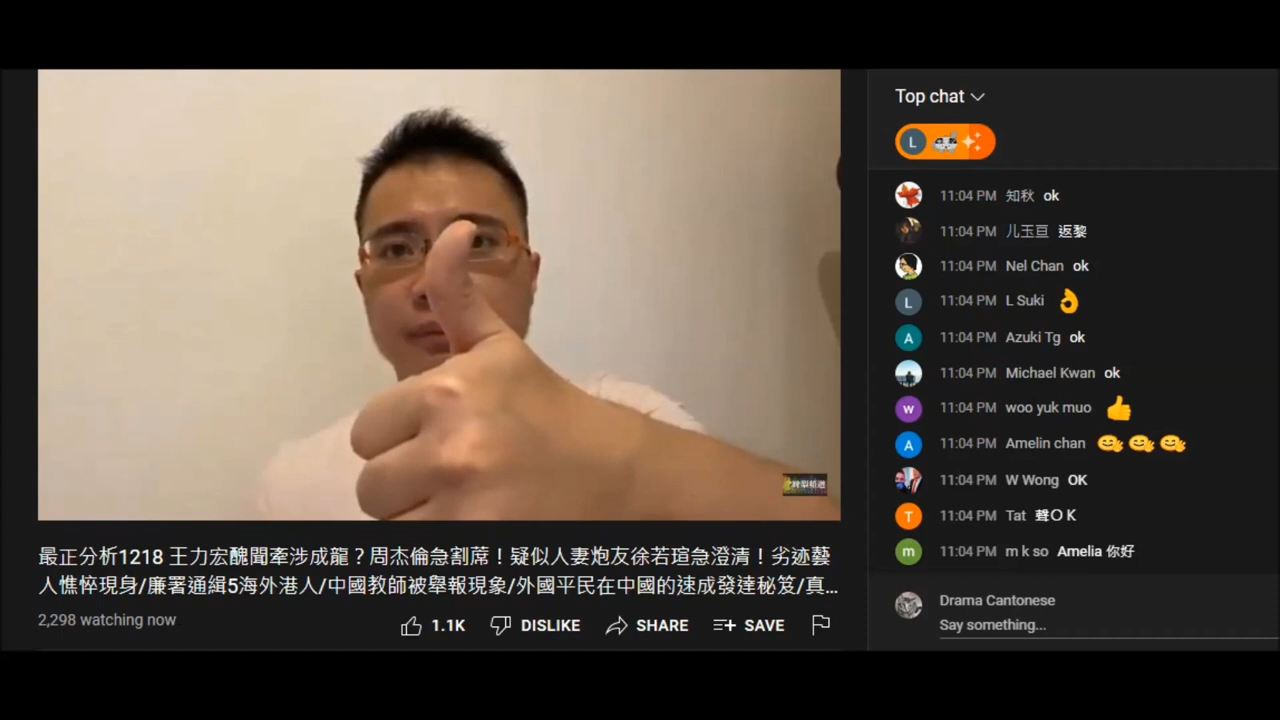 Top chat
L
11:04 PM 知秋 ok
11:04 PM 儿玉亘 返黎
11:04 PM Nel Chan ok
L 11:04 PM L Suki 👌
A 11:04 PM Azuki Tg ok
11:04 PM Michael Kwan ok
w 11:04 PM woo yuk muo 👍
A 11:04 PM Amelin chan
11:04 PM W Wong OK
T 11:04 PM Tat 聲O K
m 11:04 PM m k so Amelia 你好
Drama Cantonese
Say something...
最正分析1218 王力宏醜聞牽涉成龍？周杰倫急割蓆！疑似人妻炮友徐若瑄急澄清！劣迹藝
人憔悴現身/廉署通緝5海外港人/中國教師被舉報現象/外國平民在中國的速成發達秘笈/真...
2,298 watching now
1.1K DISLIKE SHARE SAVE